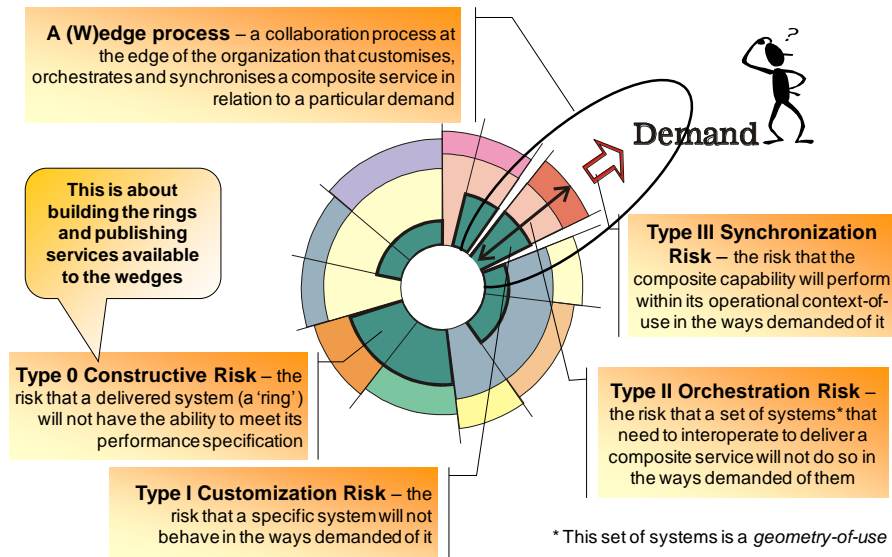 A (W)edge process – a collaboration process at
the edge of the organization that customises,
orchestrates and synchronises a composite service in
relation to a particular demand
?
Demand
This is about
building the rings
and publishing
services available
to the wedges
Type III Synchronization
Risk – the risk that the
composite capability will perform
within its operational context-of-
use in the ways demanded of it
Type 0 Constructive Risk – the
risk that a delivered system (a ‘ring’)
will not have the ability to meet its
performance specification
Type II Orchestration Risk –
the risk that a set of systems* that
need to interoperate to deliver a
composite service will not do so in
the ways demanded of them
Type I Customization Risk – the
risk that a specific system will not
behave in the ways demanded of it
* This set of systems is a geometry-of-use